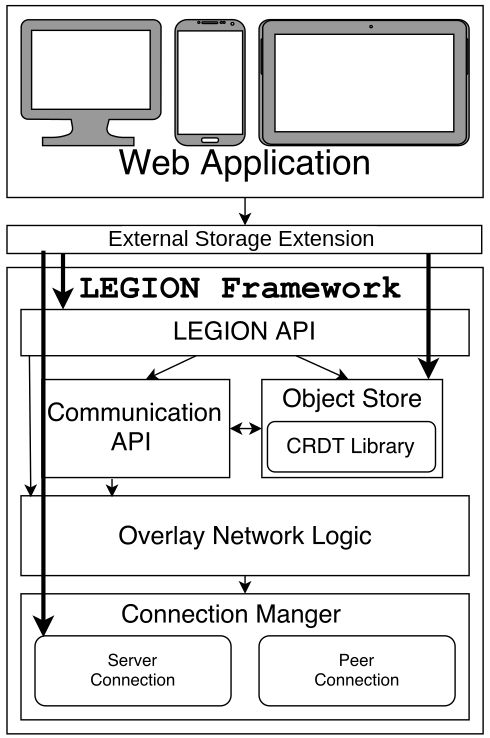 Web Application
External Storage Extension
LEGION Framework
LEGION API
Communication
API
Object Store
CRDT Library
Overlay Network Logic
Connection Manger
Server
Connection
Peer
Connection